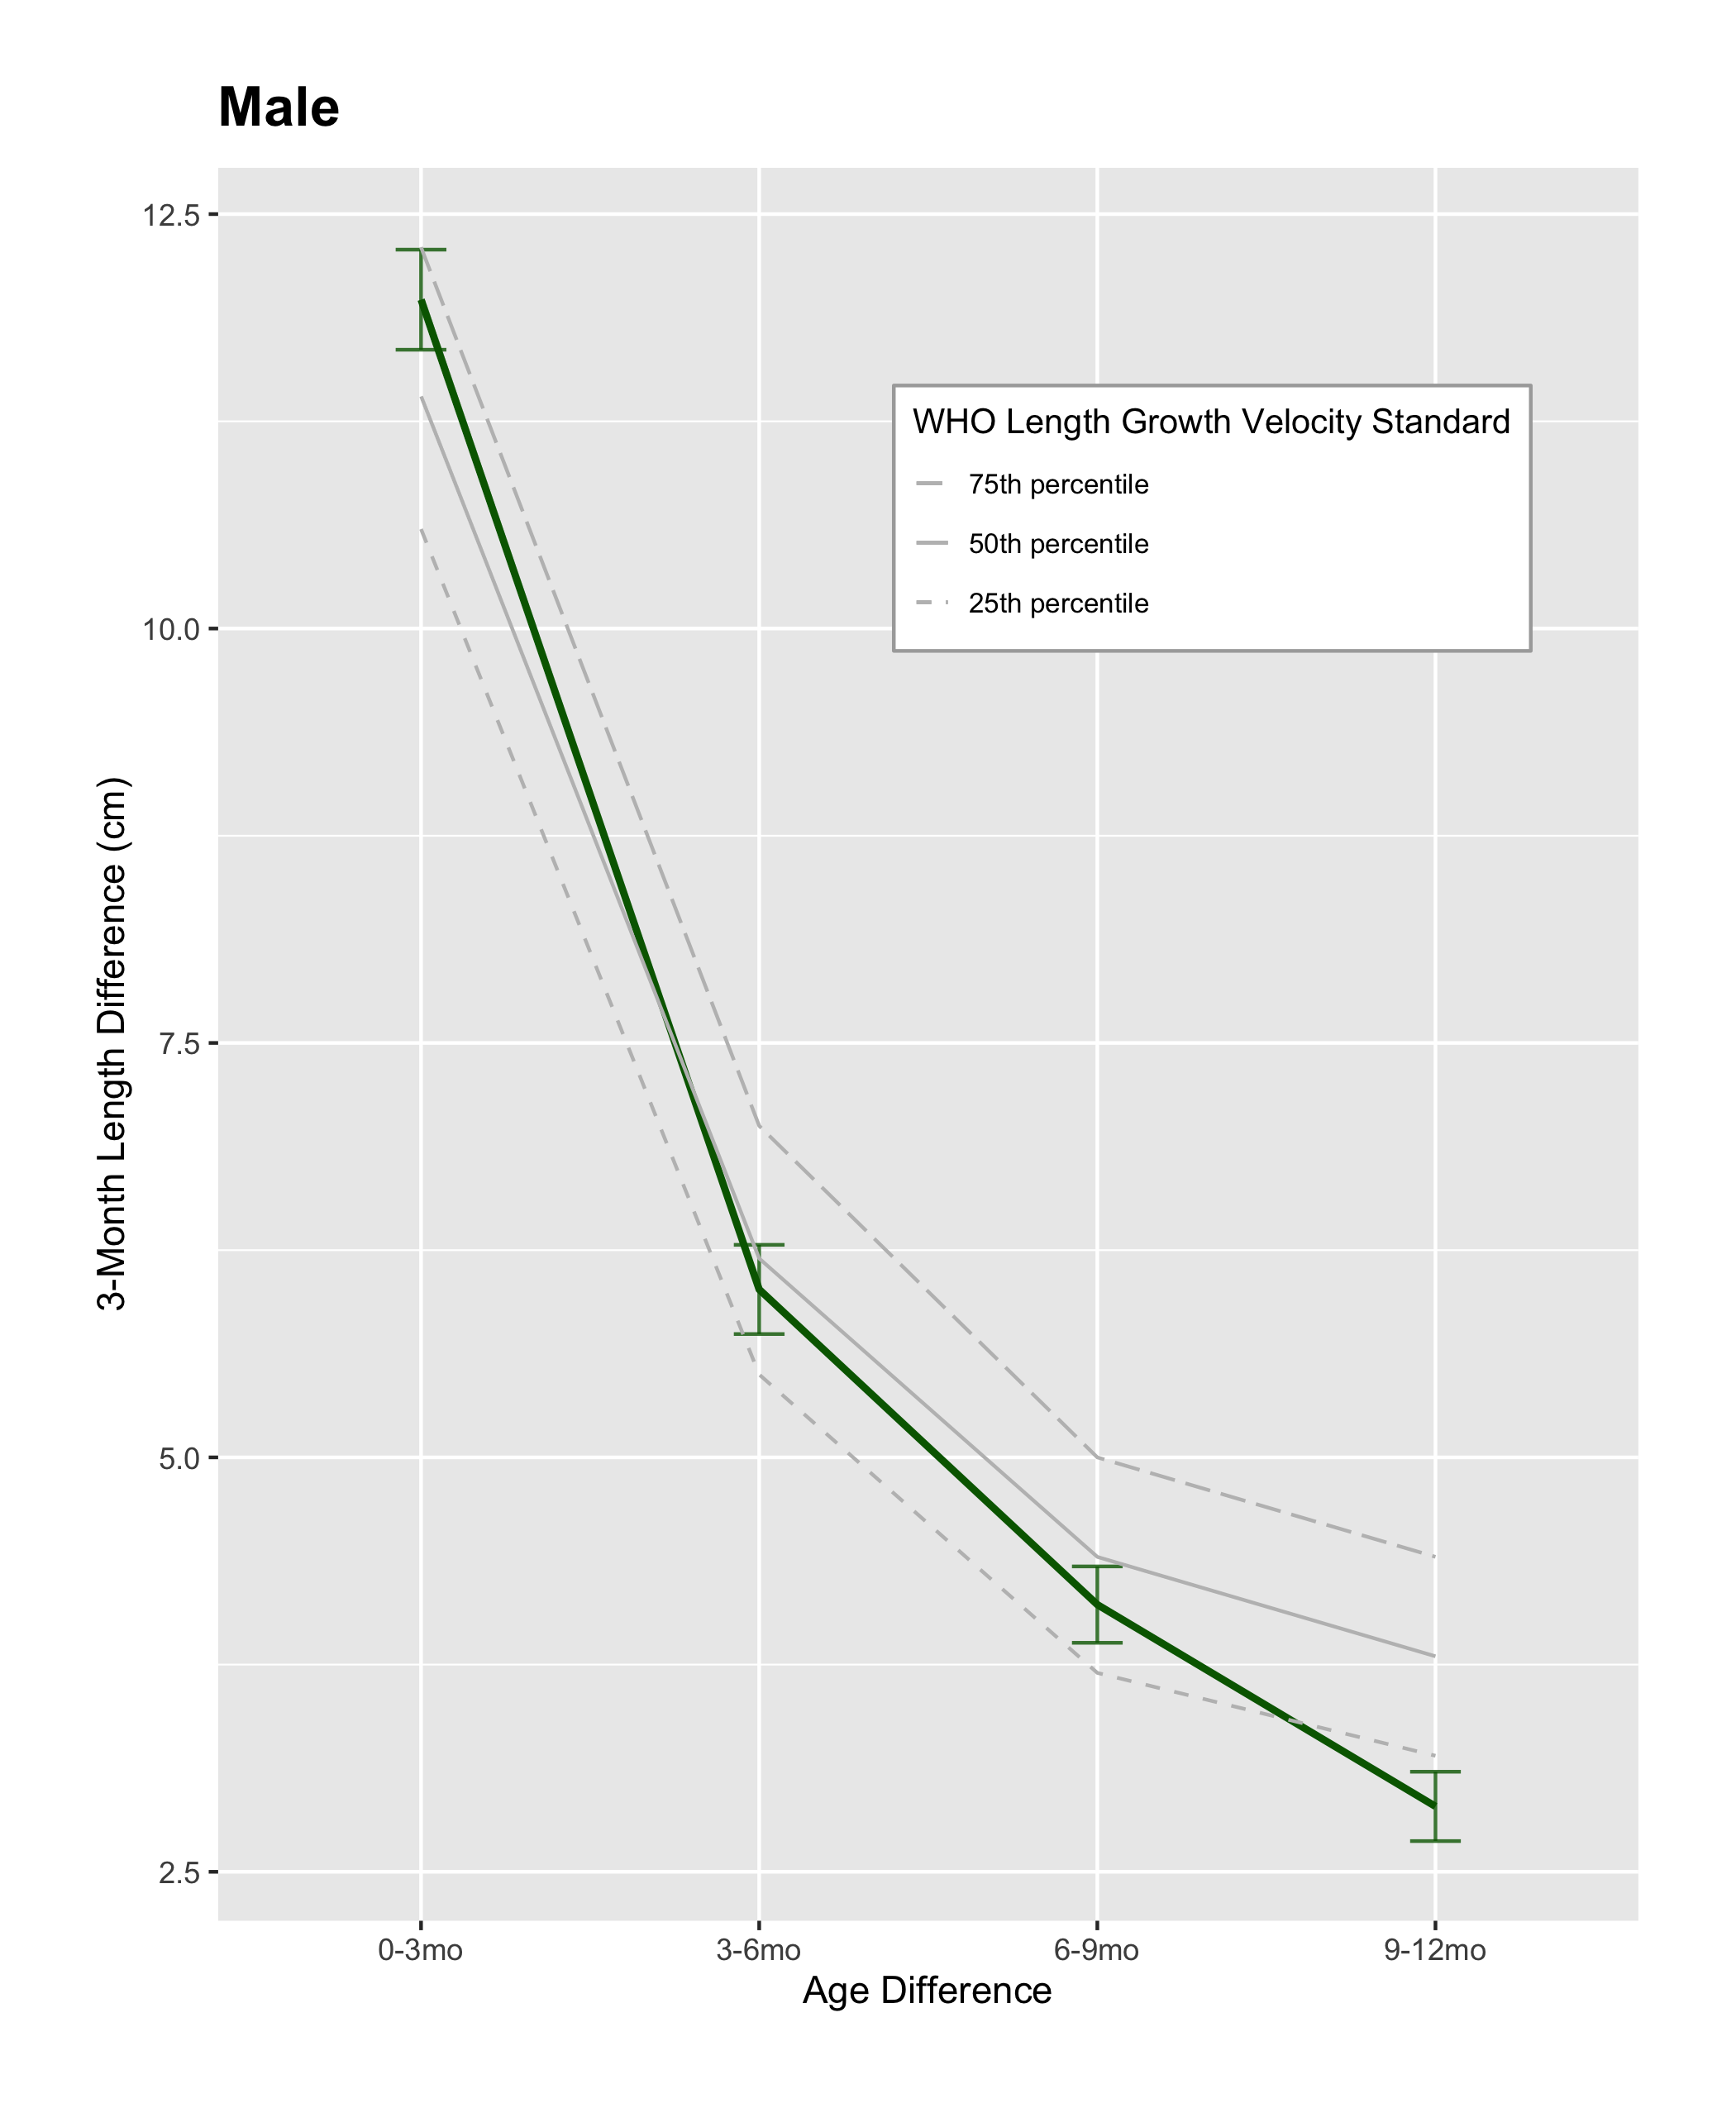 Male
12.5
10.0
7.5
5.0
2.5
3-Month Length Difference (cm)
WHO Length Growth Velocity Standard
75th percentile
50th percentile
25th percentile
0-3mo 3-6mo 6-9mo 9-12mo
Age Difference